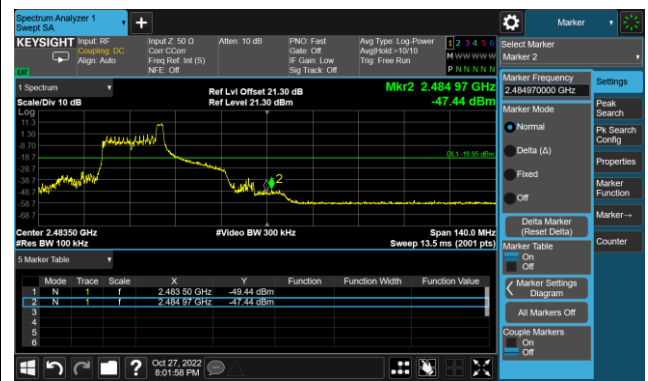 Spectrum Analyzer 1
Swept SA
+
Marker
KEYSIGHT Input: RF Input Z: 50 Ω Atten: 10 dB PNO: Fast Avg Type: Log-Power 1 2 3 4 5 6
Coupling: DC Corr CCorr Gate: Off Avg|Hold:>10/10 M W W W W W
Align: Auto Freq Ref: Int (S) IF Gain: Low Trig: Free Run P N N N N N
NFE: Off Sig Track: Off
Select Marker
Marker 2
1 Spectrum
Scale/Div 10 dB
Ref Lvl Offset 21.30 dB
Ref Level 21.30 dBm
Mkr2 2.484 97 GHz
-47.44 dBm
Log
11.3
1.30
-8.70
-18.7
-28.7
-38.7
-48.7
-58.7
-68.7
DL1 -19.95 dBm
2
Center 2.48350 GHz
#Res BW 100 kHz
#Video BW 300 kHz
Span 140.0 MHz
Sweep 13.5 ms (2001 pts)
5 Marker Table
Mode Trace Scale X Y Function Function Width Function Value
1 N 1 f 2.483 50 GHz -49.44 dBm
2 N 1 f 2.484 97 GHz -47.44 dBm
3
4
5
6
Marker Frequency
2.484970000 GHz
Marker Mode
Normal
Delta (Δ)
Fixed
Off
Delta Marker
(Reset Delta)
Marker Table
On
Off
Marker Settings
Diagram
All Markers Off
Couple Markers
On
Off
Settings
Peak
Search
Pk Search
Config
Properties
Marker
Function
Marker→
Counter
?
Oct 27, 2022
8:01:58 PM